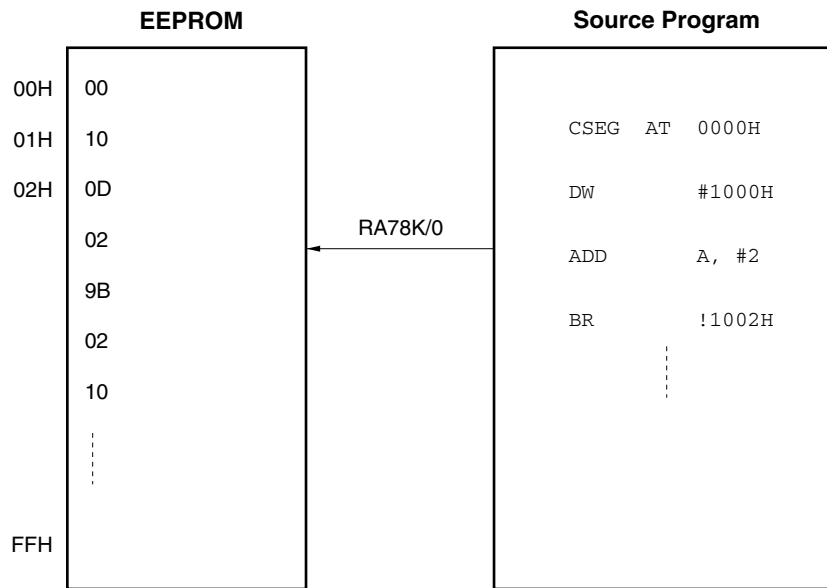 EEPROM
Source Program
00H 00
01H 10
02H 0D
02
9B
02
10
FFH
RA78K/0
CSEG AT 0000H
DW #1000H
ADD A, #2
BR !1002H